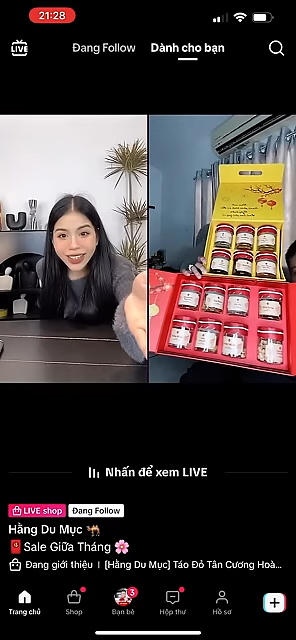 21:28
LIVE
Đang Follow
Dành cho bạn
Nhấn để xem LIVE
LIVE shop
Đang Follow
Hằng Du Mục 🐫
🧧Sale Giữa Tháng 🌸
Đang giới thiệu | [Hằng Du Mục] Táo Đỏ Tân Cương Hoà...
Trang chủ
Shop
Bạn bè
3
Hộp thư
Hồ sơ